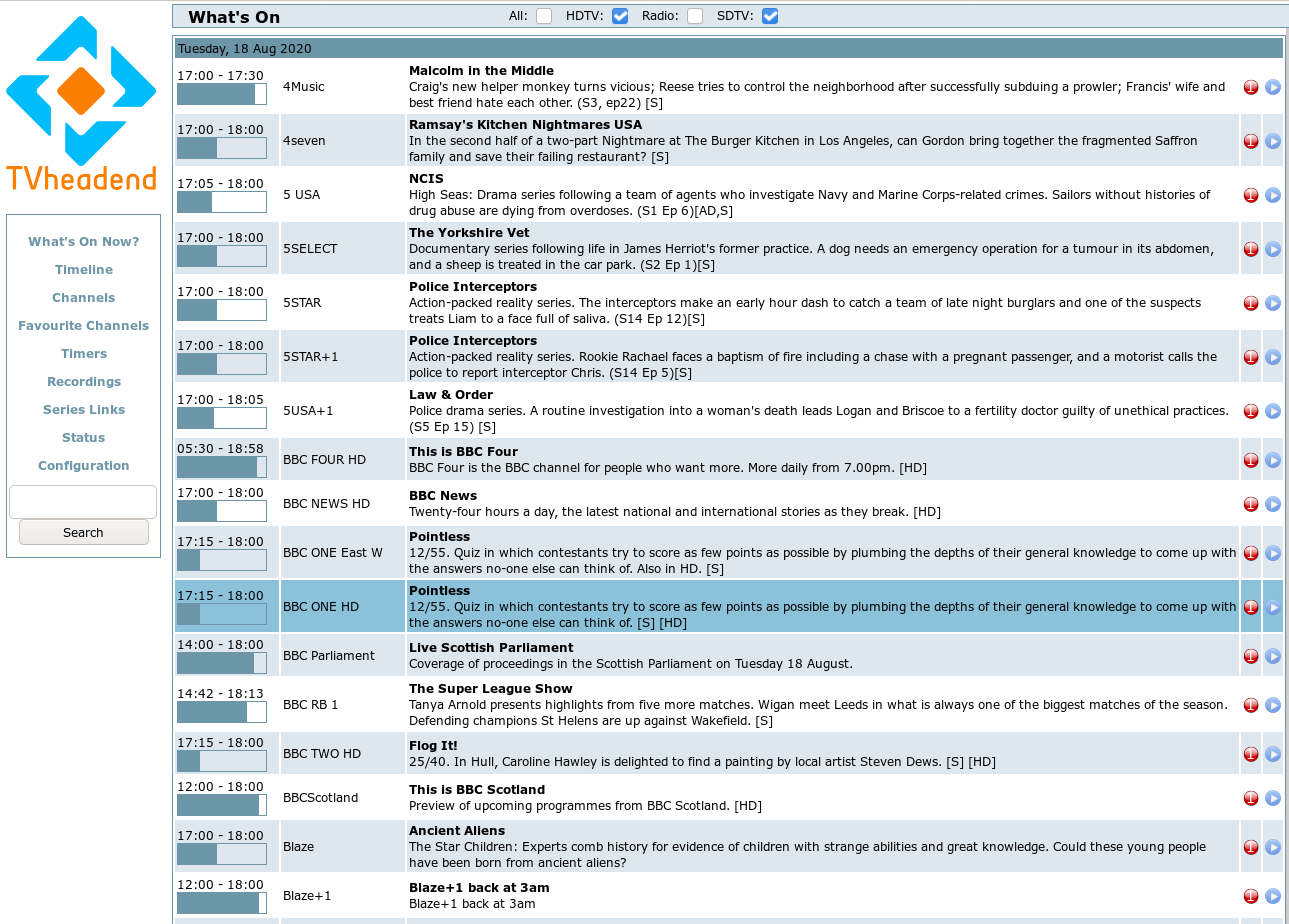 TVheadend
What's On Now?
Timeline
Channels
Favourite Channels
Timers
Recordings
Series Links
Status
Configuration
Search
What's On
All: HDTV: Radio: SDTV:
Tuesday, 18 Aug 2020
17:00 - 17:30
4Music
Malcolm in the Middle
Craig's new helper monkey turns vicious; Reese tries to control the neighborhood after successfully subduing a prowler; Francis' wife and
best friend hate each other. (S3, ep22) [S]
17:00 - 18:00
4seven
Ramsay's Kitchen Nightmares USA
In the second half of a two-part Nightmare at The Burger Kitchen in Los Angeles, can Gordon bring together the fragmented Saffron
family and save their failing restaurant? [S]
17:05 - 18:00
5 USA
NCIS
High Seas: Drama series following a team of agents who investigate Navy and Marine Corps-related crimes. Sailors without histories of
drug abuse are dying from overdoses. (S1 Ep 6)[AD,S]
17:00 - 18:00
5SELECT
The Yorkshire Vet
Documentary series following life in James Herriot's former practice. A dog needs an emergency operation for a tumour in its abdomen,
and a sheep is treated in the car park. (S2 Ep 1)[S]
17:00 - 18:00
5STAR
Police Interceptors
Action-packed reality series. The interceptors make an early hour dash to catch a team of late night burglars and one of the suspects
treats Liam to a face full of saliva. (S14 Ep 12)[S]
17:00 - 18:00
5STAR+1
Police Interceptors
Action-packed reality series. Rookie Rachael faces a baptism of fire including a chase with a pregnant passenger, and a motorist calls the
police to report interceptor Chris. (S14 Ep 5)[S]
17:00 - 18:05
5USA+1
Law & Order
Police drama series. A routine investigation into a woman's death leads Logan and Briscoe to a fertility doctor guilty of unethical practices.
(S5 Ep 15) [S]
05:30 - 18:58
BBC FOUR HD
This is BBC Four
BBC Four is the BBC channel for people who want more. More daily from 7.00pm. [HD]
17:00 - 18:00
BBC NEWS HD
BBC News
Twenty-four hours a day, the latest national and international stories as they break. [HD]
17:15 - 18:00
BBC ONE East W
Pointless
12/55. Quiz in which contestants try to score as few points as possible by plumbing the depths of their general knowledge to come up with
the answers no-one else can think of. Also in HD. [S]
17:15 - 18:00
BBC ONE HD
Pointless
12/55. Quiz in which contestants try to score as few points as possible by plumbing the depths of their general knowledge to come up with
the answers no-one else can think of. [S] [HD]
14:00 - 18:00
BBC Parliament
Live Scottish Parliament
Coverage of proceedings in the Scottish Parliament on Tuesday 18 August.
14:42 - 18:13
BBC RB 1
The Super League Show
Tanya Arnold presents highlights from five more matches. Wigan meet Leeds in what is always one of the biggest matches of the season.
Defending champions St Helens are up against Wakefield. [S]
17:15 - 18:00
BBC TWO HD
Flog It!
25/40. In Hull, Caroline Hawley is delighted to find a painting by local artist Steven Dews. [S] [HD]
12:00 - 18:00
BBCScotland
This is BBC Scotland
Preview of upcoming programmes from BBC Scotland. [HD]
17:00 - 18:00
Blaze
Ancient Aliens
The Star Children: Experts comb history for evidence of children with strange abilities and great knowledge. Could these young people
have been born from ancient aliens?
12:00 - 18:00
Blaze+1
Blaze+1 back at 3am
Blaze+1 back at 3am